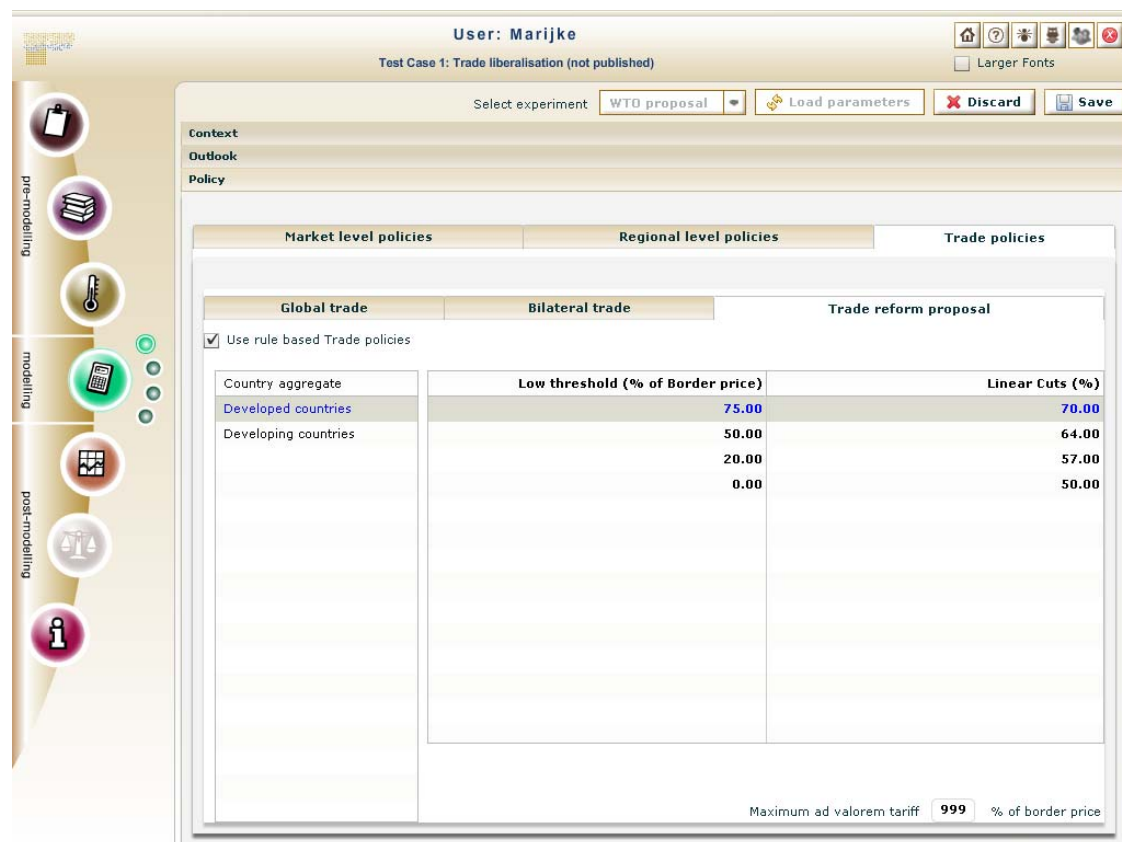 User: Marijke
Test Case 1: Trade liberalisation (not published)
Larger Fonts
Select experiment WTO proposal Load parameters Discard Save
Context
Outlook
Policy
pre-modelling
modelling
post-modelling
Market level policies Regional level policies Trade policies
Global trade Bilateral trade Trade reform proposal
Use rule based Trade policies
Country aggregate Low threshold (% of Border price) Linear Cuts (%)
Developed countries 75.00 70.00
Developing countries 50.00 64.00
20.00 57.00
0.00 50.00
Maximum ad valorem tariff 999 % of border price